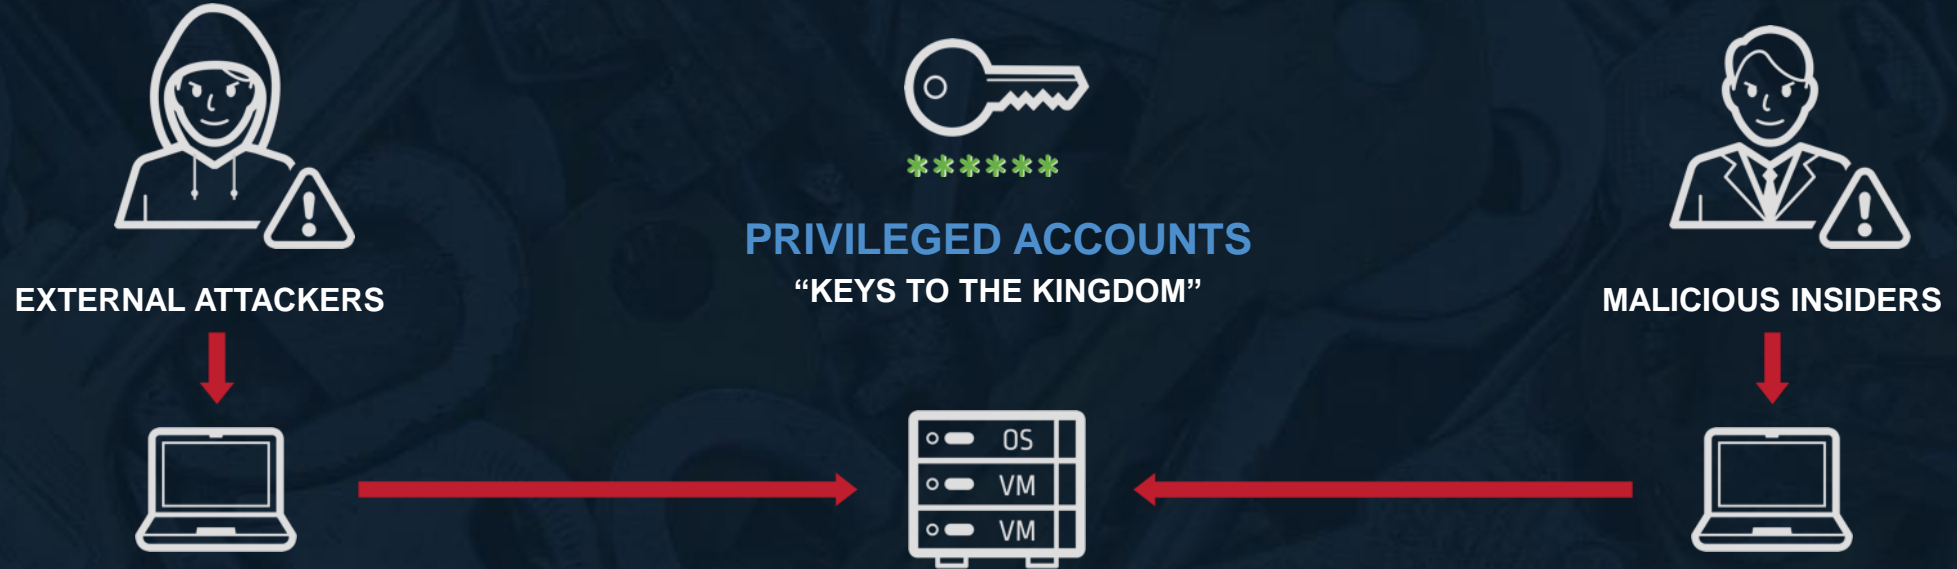 ******
PRIVILEGED ACCOUNTS
“KEYS TO THE KINGDOM”
EXTERNAL ATTACKERS
MALICIOUS INSIDERS
OS
VM
VM